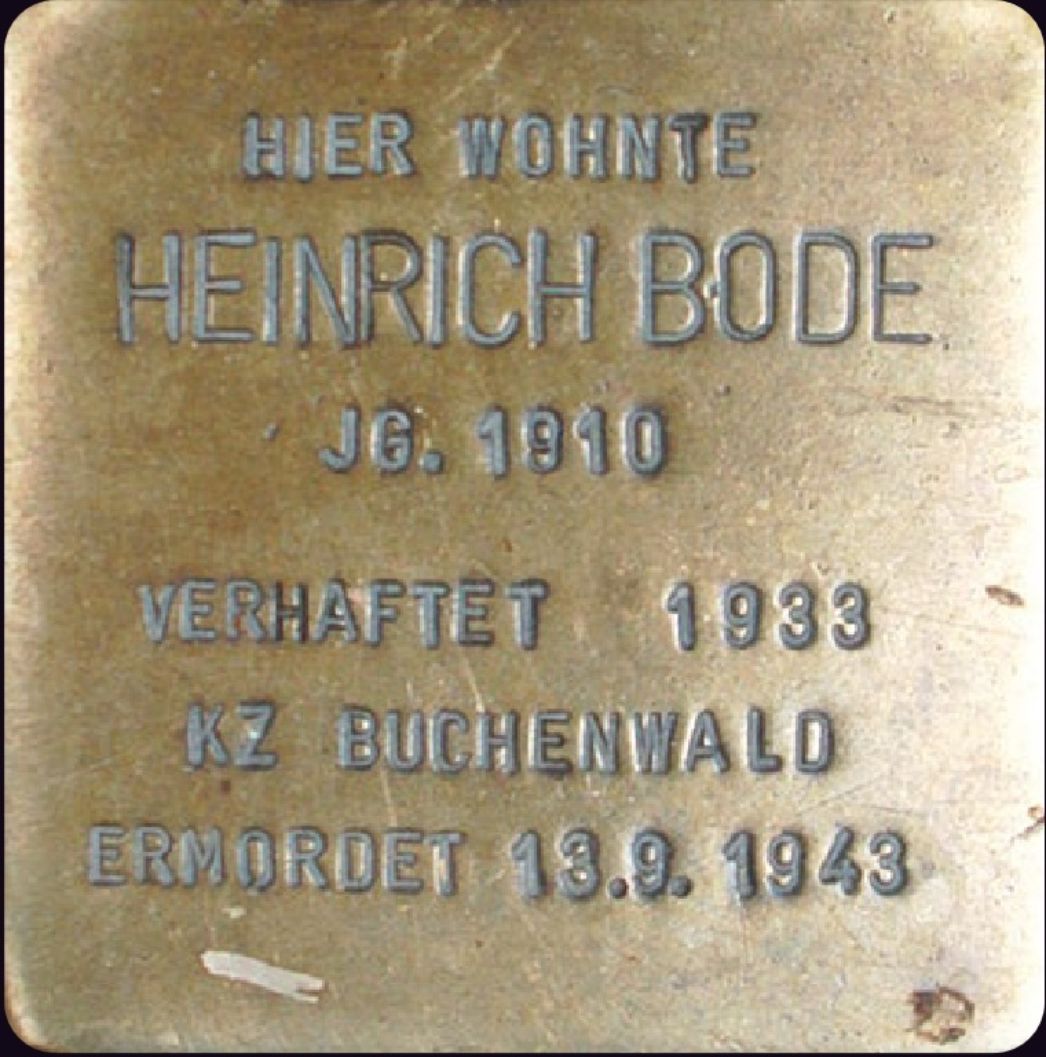 HIER WOHNTE
HEINRICH BODE
JG. 1910
VERHAFTET 1933
KZ BUCHENWALD
ERMORDET 13.9.1943